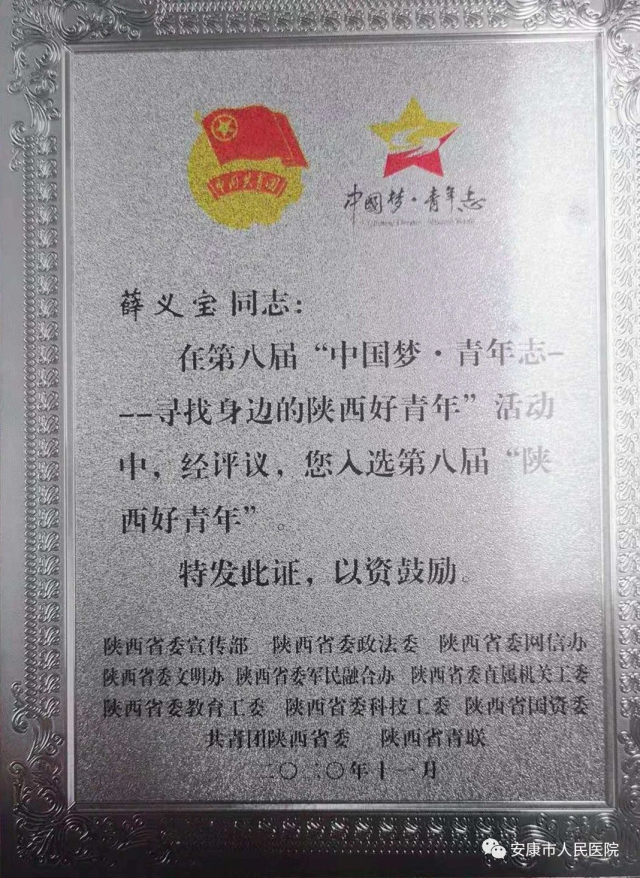 中国共青团
中国梦·青年志
薛义宝同志：
在第八届“中国梦·青年志-
--寻找身边的陕西好青年”活动
中，经评议，您入选第八届“陕
西好青年”。
特发此证，以资鼓励。
陕西省委宣传部 陕西省委政法委 陕西省委网信办
陕西省委文明办 陕西省委军民融合办 陕西省委直属机关工委
陕西省委教育工委 陕西省委科技工委 陕西省国资委
共青团陕西省委 陕西省青联
二〇二〇年十一月
安康市人民医院